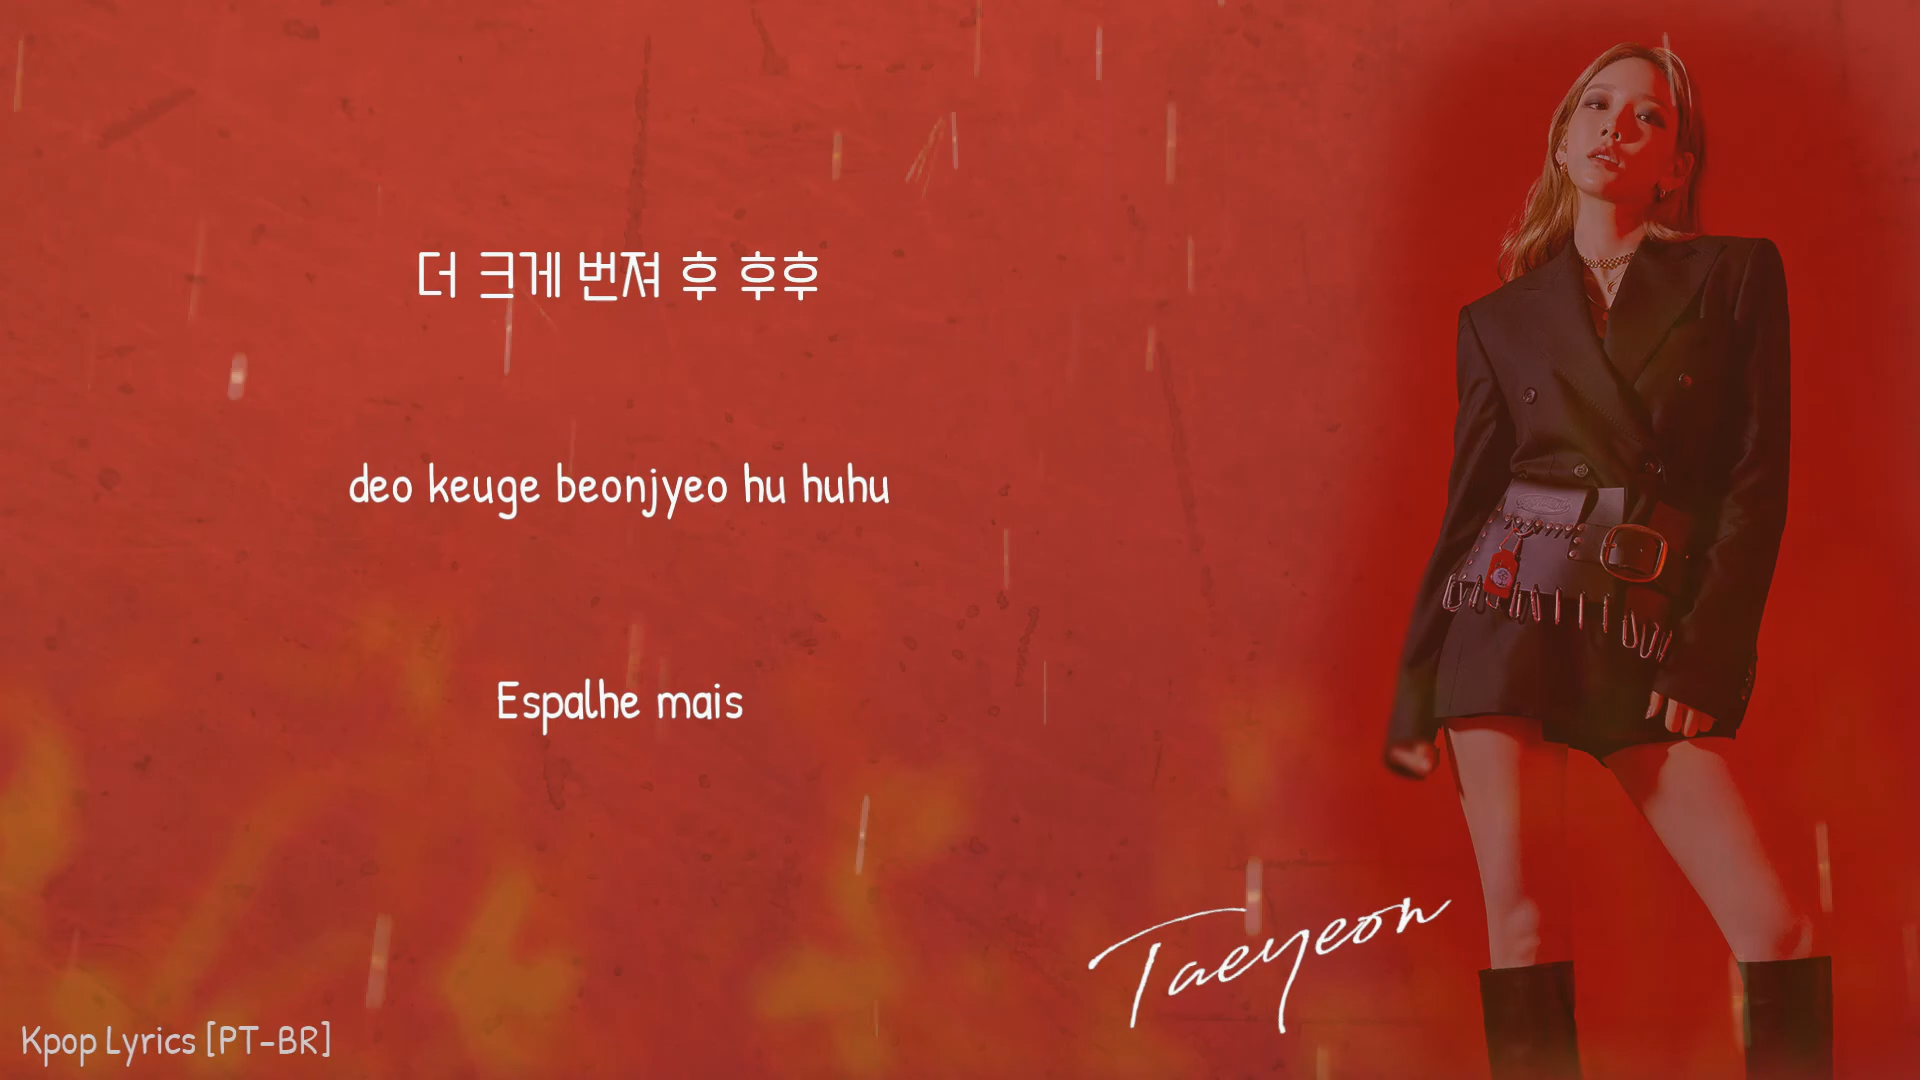 더 크게 번져 후 후후
deo keuge beonjyeo hu huhu
Espalhe mais
Taeyeon
Kpop Lyrics [PT-BR]